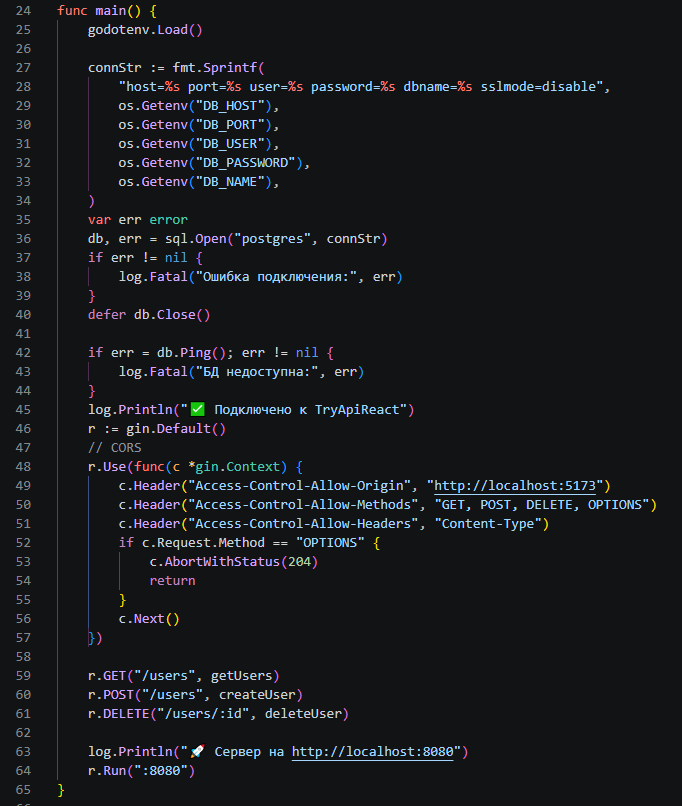 24 func main() {
25     godotenv.Load()
26
27     connStr := fmt.Sprintf(
28         "host=%s port=%s user=%s password=%s dbname=%s sslmode=disable",
29         os.Getenv("DB_HOST"),
30         os.Getenv("DB_PORT"),
31         os.Getenv("DB_USER"),
32         os.Getenv("DB_PASSWORD"),
33         os.Getenv("DB_NAME"),
34     )
35     var err error
36     db, err = sql.Open("postgres", connStr)
37     if err != nil {
38         log.Fatal("Ошибка подключения:", err)
39     }
40     defer db.Close()
41
42     if err = db.Ping(); err != nil {
43         log.Fatal("БД недоступна:", err)
44     }
45     log.Println("✅ Подключено к TryApiReact")
46     r := gin.Default()
47     // CORS
48     r.Use(func(c *gin.Context) {
49         c.Header("Access-Control-Allow-Origin", "http://localhost:5173")
50         c.Header("Access-Control-Allow-Methods", "GET, POST, DELETE, OPTIONS")
51         c.Header("Access-Control-Allow-Headers", "Content-Type")
52         if c.Request.Method == "OPTIONS" {
53             c.AbortWithStatus(204)
54             return
55         }
56         c.Next()
57     })
58
59     r.GET("/users", getUsers)
60     r.POST("/users", createUser)
61     r.DELETE("/users/:id", deleteUser)
62
63     log.Println("🚀 Сервер на http://localhost:8080")
64     r.Run(":8080")
65 }